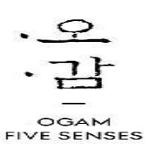 오
감
OGAM
FIVE SENSES